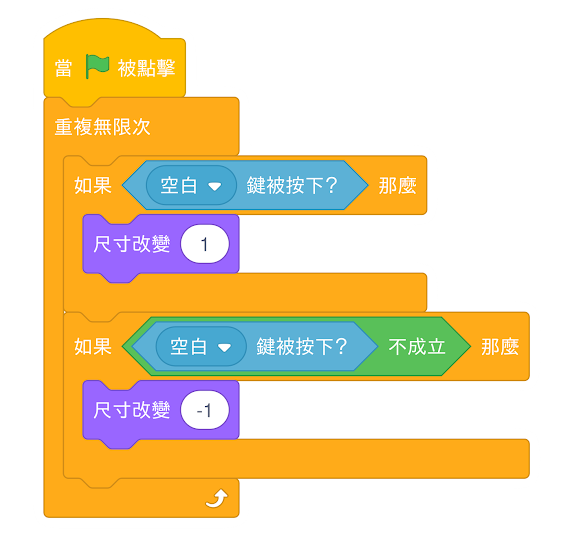 當 被點擊
重複無限次
如果 空白 鍵被按下? 那麼
尺寸改變 1
如果 空白 鍵被按下? 不成立 那麼
尺寸改變 -1